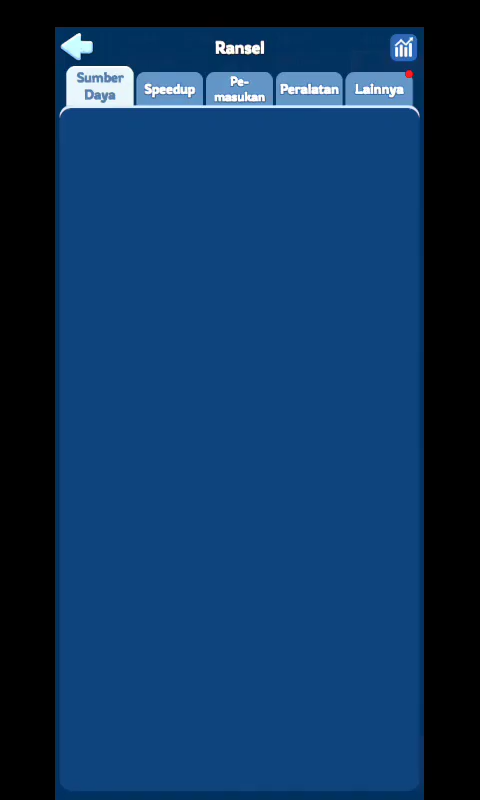 Ransel
Sumber
Daya
Speedup
Pe-
masukan
Peralatan
Lainnya